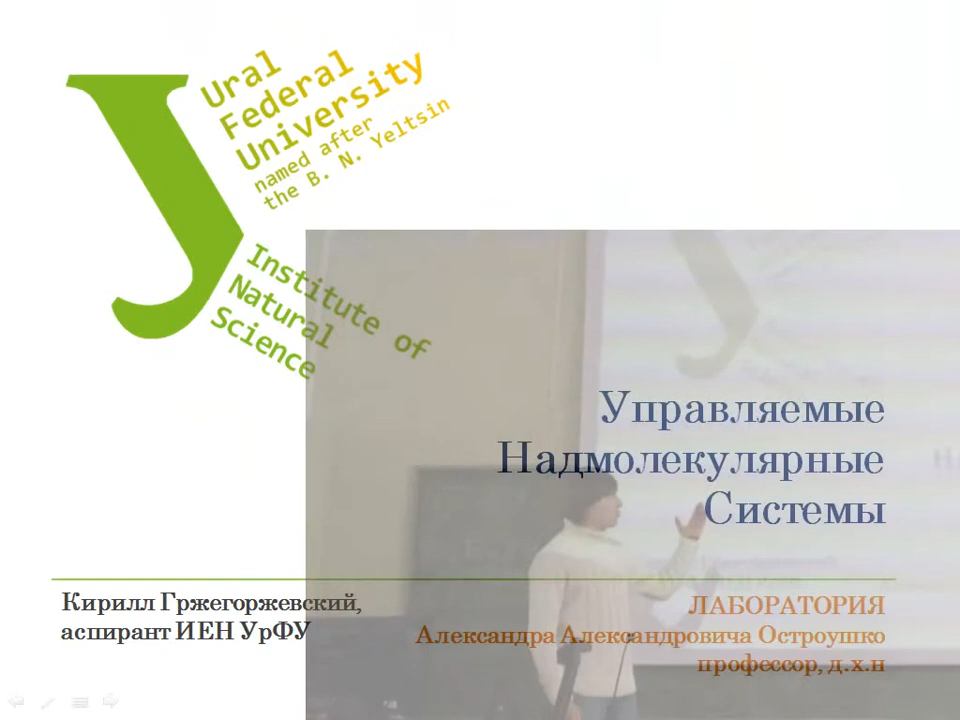 Ural
Federal
University
named after
the B. N. Yeltsin
Institute of
Natural
Science
Управляемые
Надмолекулярные
Системы
Кирилл Гржегоржевский,
аспирант ИЕН УрФУ
ЛАБОРАТОРИЯ
Александра Александровича Остроушко
профессор, д.х.н